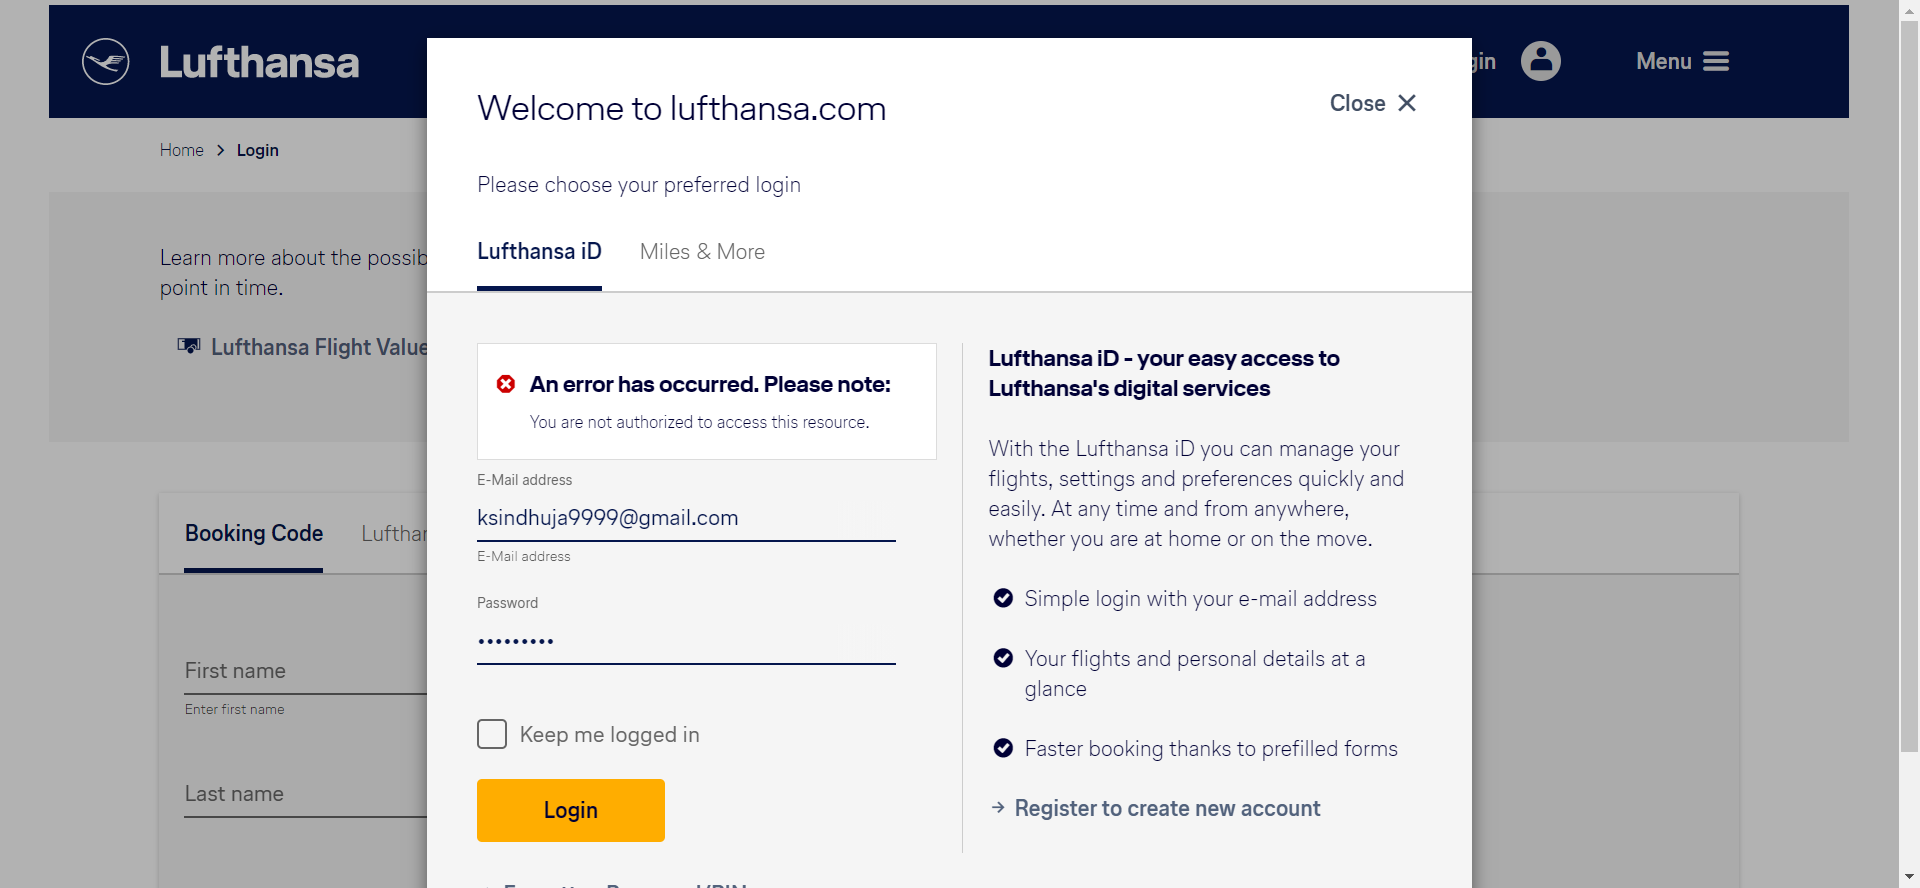 Lufthansa
Menu
Home > Login
Welcome to lufthansa.com
Close
Please choose your preferred login
Lufthansa iD
Miles & More
Learn more about the
point in time.
Lufthansa Flight Value
An error has occurred. Please note:
You are not authorized to access this resource.
E-Mail address
ksindhuja9999@gmail.com
E-Mail address
Password
Keep me logged in
Login
Lufthansa iD - your easy access to
Lufthansa's digital services
With the Lufthansa iD you can manage your
flights, settings and preferences quickly and
easily. At any time and from anywhere,
whether you are at home or on the move.
Simple login with your e-mail address
Your flights and personal details at a
glance
Faster booking thanks to prefilled forms
Register to create new account
Booking Code
First name
Enter first name
Last name